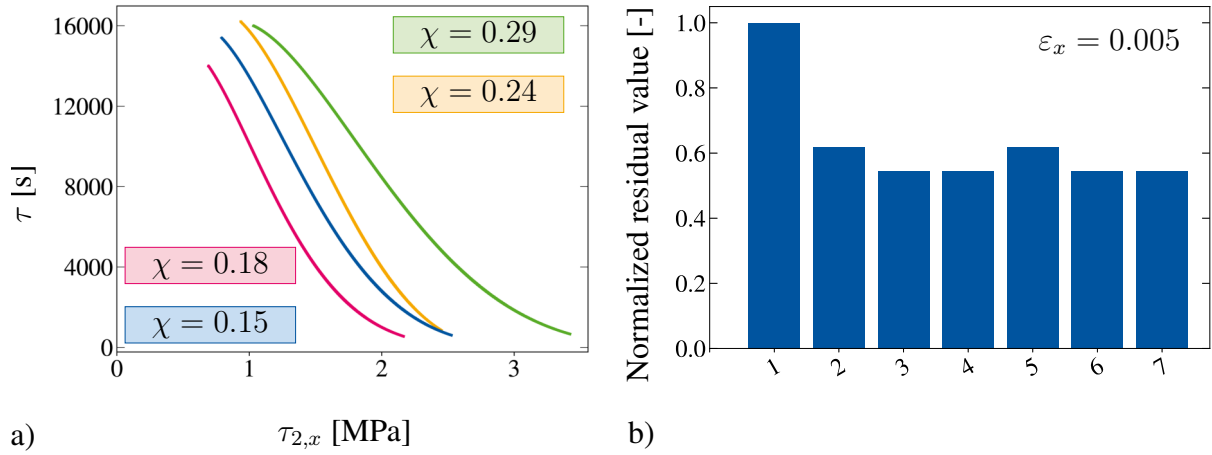 16000
12000
8000
4000
0
0
1
2
3
τ [s]
τ₂,ₓ [MPa]
χ = 0.29
χ = 0.24
χ = 0.18
χ = 0.15
a)
Normalized residual value [-]
1.0
0.8
0.6
0.4
0.2
0.0
1
2
3
4
5
6
7
εₓ = 0.005
b)